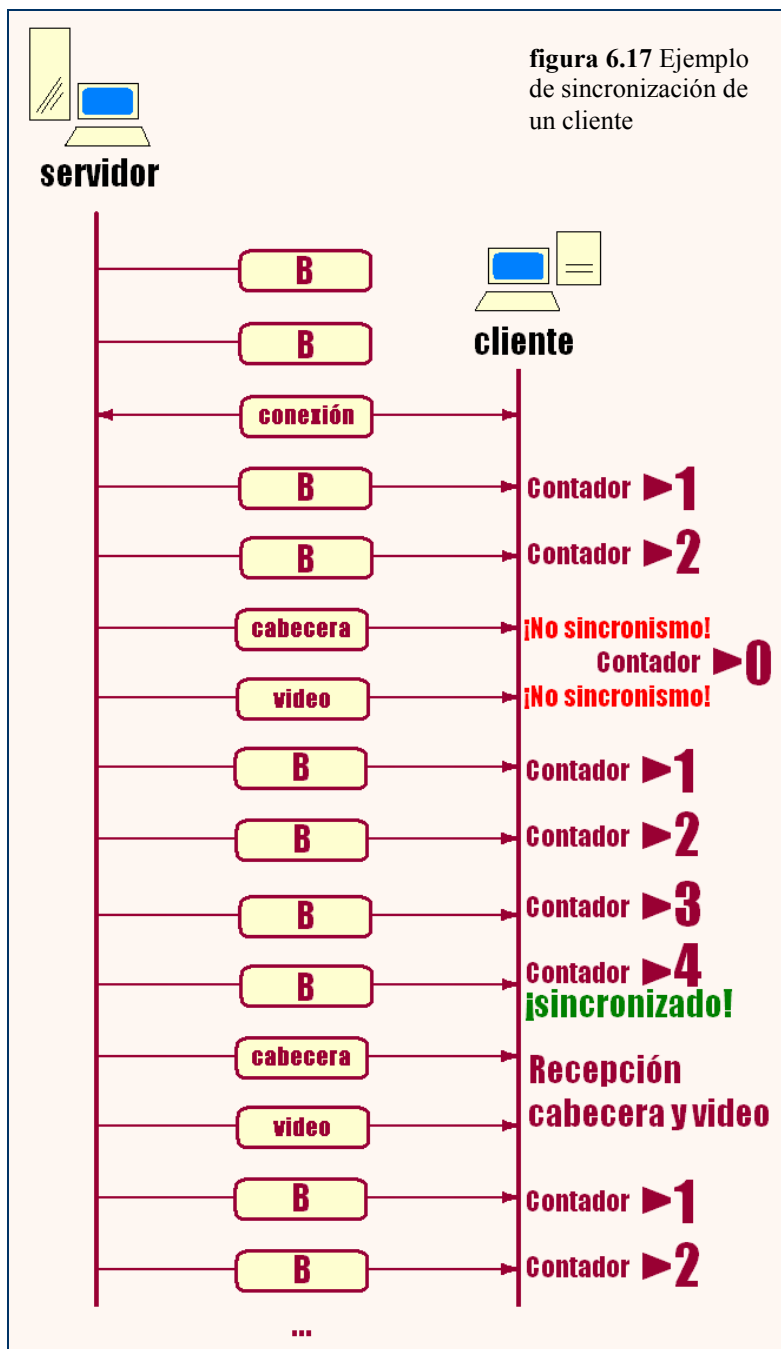 figura 6.17 Ejemplo
de sincronización de
un cliente
servidor
B
B
cliente
conexión
B
Contador 1
B
Contador 2
cabecera
¡No sincronismo!
Contador 0
video
¡No sincronismo!
B
Contador 1
B
Contador 2
B
Contador 3
B
Contador 4
¡sincronizado!
cabecera
Recepción
cabecera y video
video
B
Contador 1
B
Contador 2
...